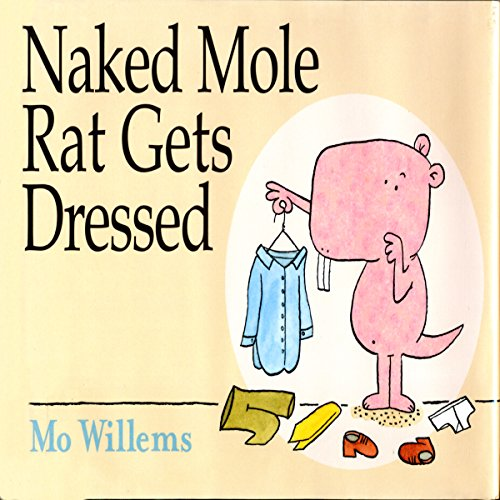 Naked Mole
Rat Gets
Dressed
Mo Willems